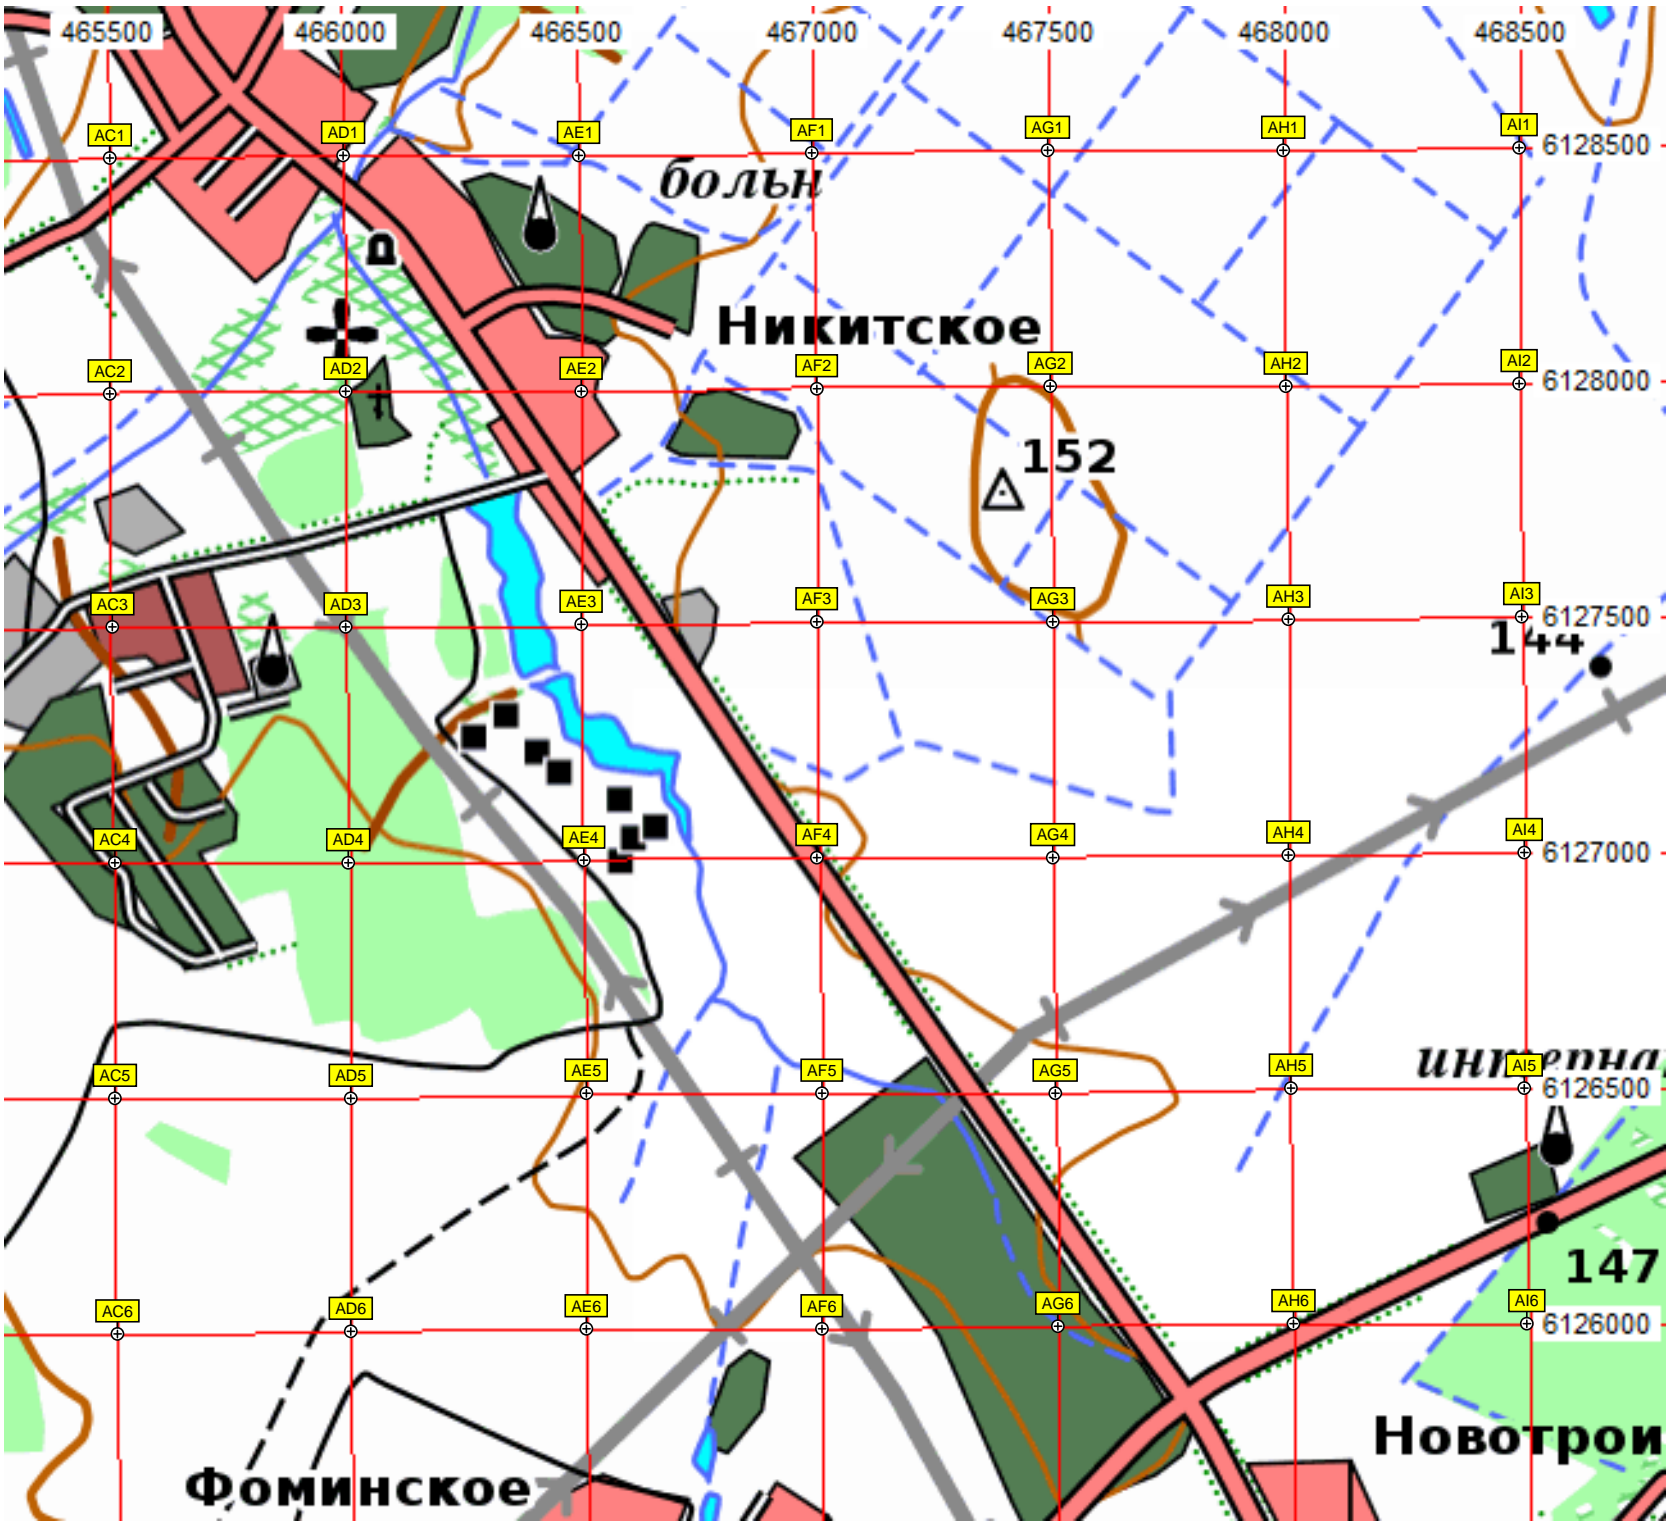 465500 466000 466500 467000 467500 468000 468500
AC1 AD1 AE1 AF1 AG1 AH1 AI1
6128500
больн
Никитское
AC2 AD2 AE2 AF2 AG2 AH2 AI2
6128000
152
AC3 AD3 AE3 AF3 AG3 AH3 AI3
6127500
144
AC4 AD4 AE4 AF4 AG4 AH4 AI4
6127000
интерна
AC5 AD5 AE5 AF5 AG5 AH5 AI5
6126500
147
AC6 AD6 AE6 AF6 AG6 AH6 AI6
6126000
Новотрои
Фоминское